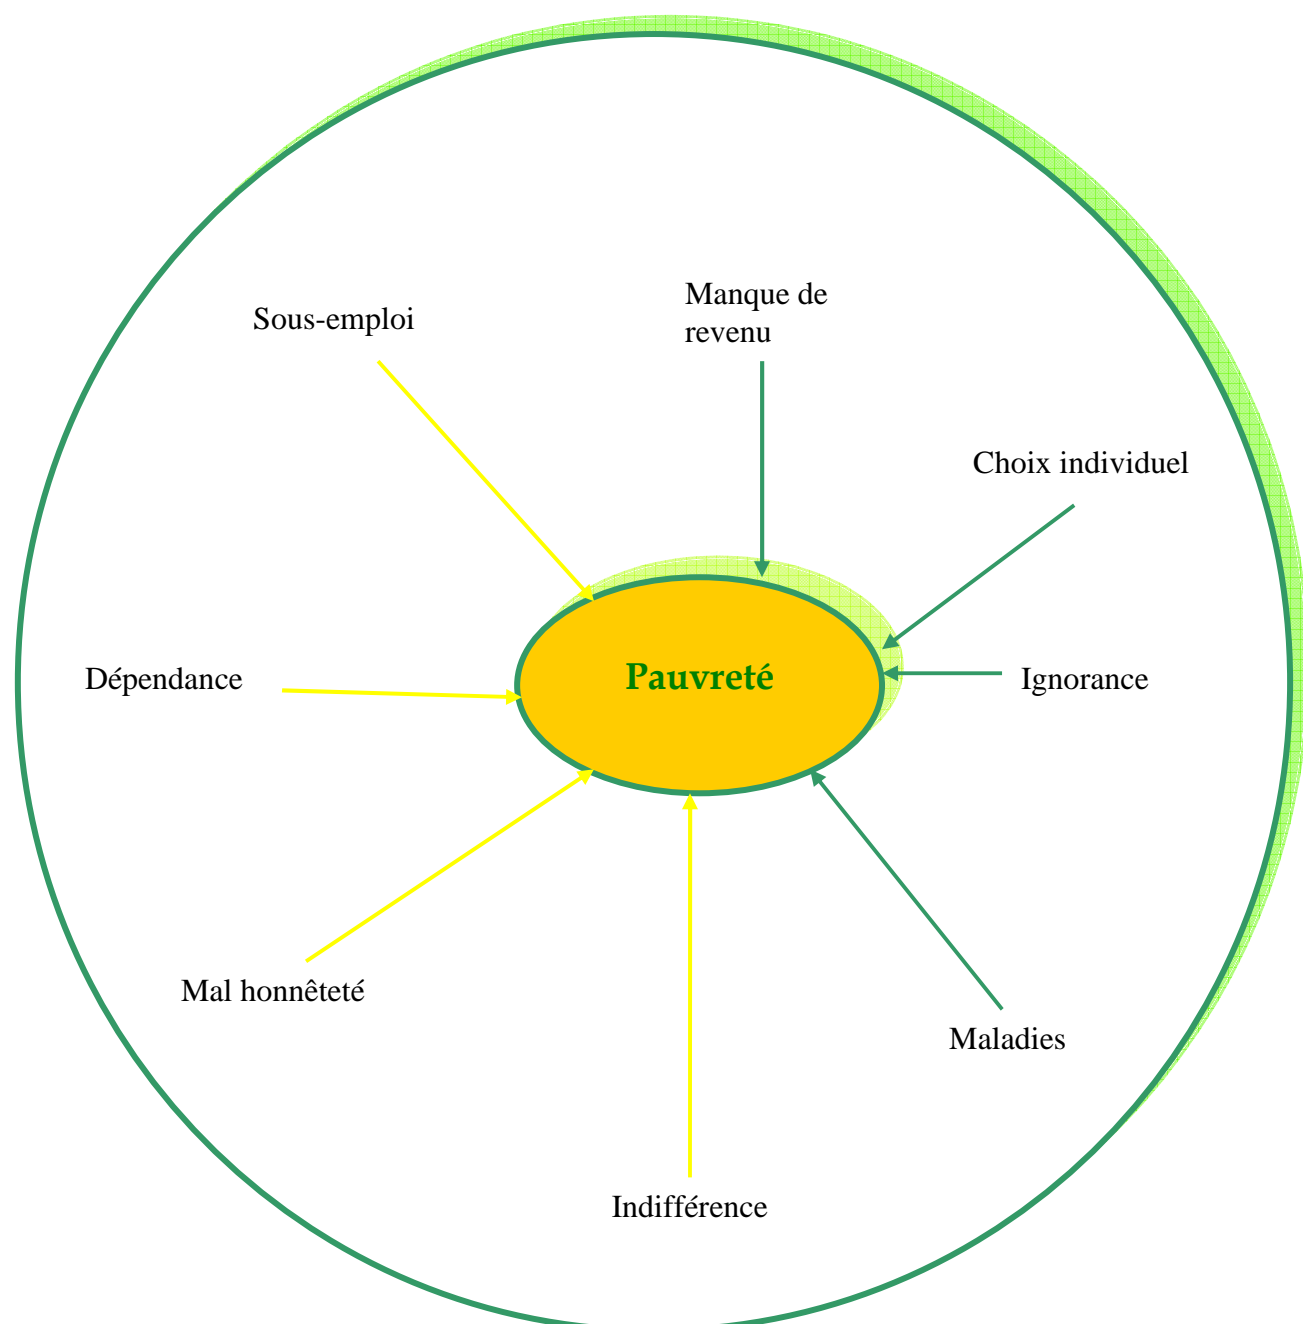 Manque de
revenu
Sous-emploi
Choix individuel
Dépendance
Pauvreté
Ignorance
Mal honnêteté
Maladies
Indifférence